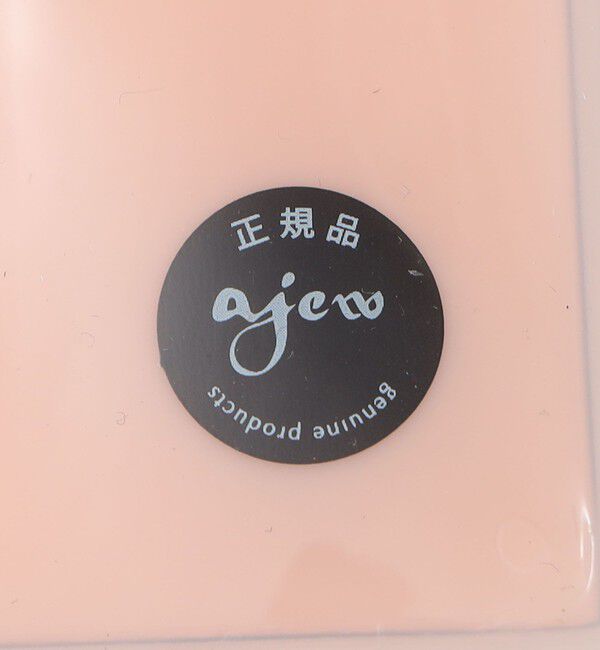 正規品
ajew
genuine products